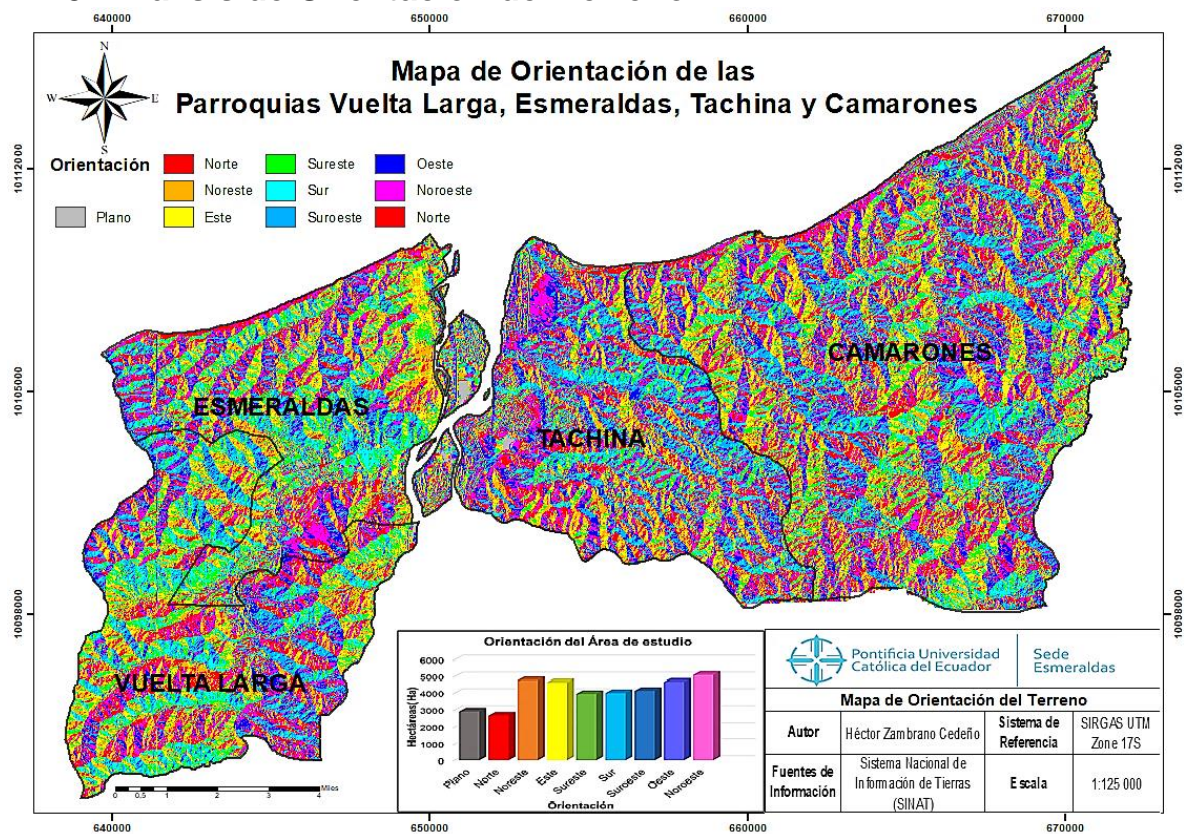 640000 650000 660000 670000
Mapa de Orientación de las
Parroquias Vuelta Larga, Esmeraldas, Tachina y Camarones
N
W E
S
Orientación
Norte Sureste Oeste
Noreste Sur Noroeste
Plano Este Suroeste Norte
10112000 10112000
10105000 10105000
10098000 10098000
CAMARONES
ESMERALDAS
TACHINA
VUELTA LARGA
0 0,5 1 2 3 4 Miles
Orientación del Área de estudio
Hectáreas(Ha)
6000
5000
4000
3000
2000
1000
0
Plano Norte Noreste Este Sureste Sur Suroeste Oeste Noroeste
Orientación
Pontificia Universidad
Católica del Ecuador
Sede
Esmeraldas
Mapa de Orientación del Terreno
Autor Héctor Zambrano Cedeño Sistema de Referencia SIRGAS UTM Zone 17S
Fuentes de Información Sistema Nacional de Información de Tierras (SINAT) Escala 1:125 000
640000 650000 660000 670000